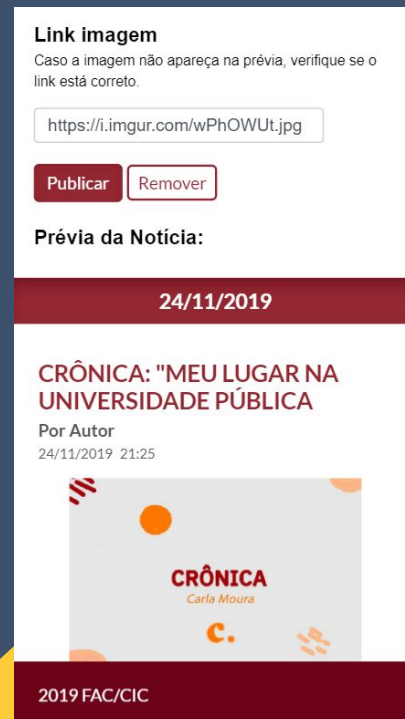 Link imagem
Caso a imagem não apareça na prévia, verifique se o
link está correto.
https://i.imgur.com/wPhOWUt.jpg
Publicar Remover
Prévia da Notícia:
24/11/2019
CRÔNICA: "MEU LUGAR NA
UNIVERSIDADE PÚBLICA
Por Autor
24/11/2019 21:25
CRÔNICA
Carla Moura
c.
2019 FAC/CIC